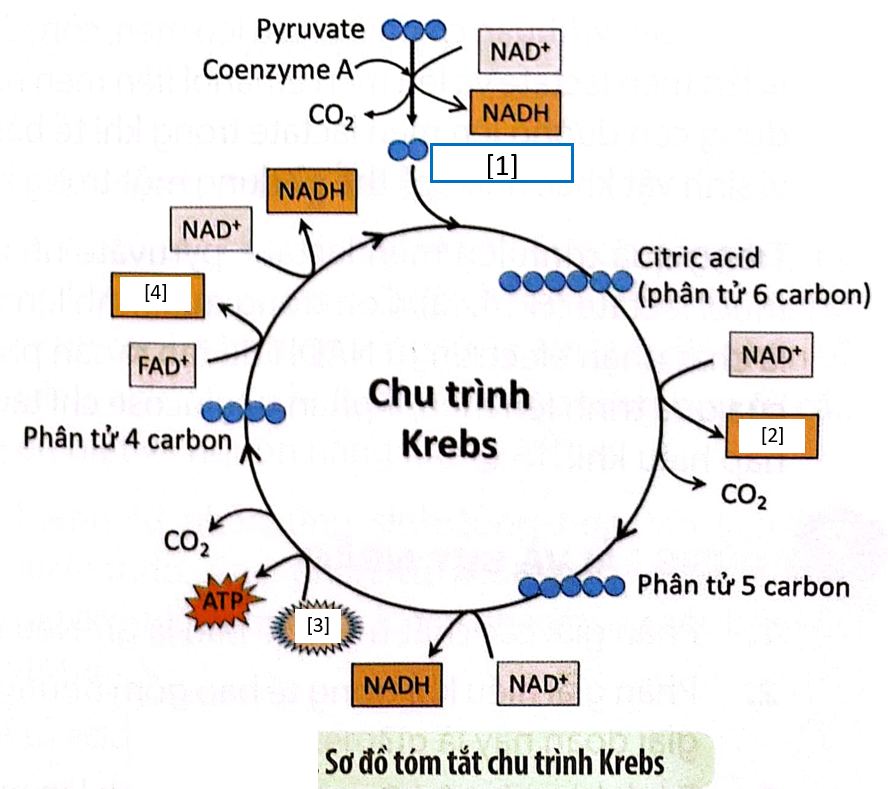 Pyruvate
NAD⁺
Coenzyme A
CO₂
NADH
[1]
NADH
NAD⁺
[4]
FAD⁺
Citric acid
(phân tử 6 carbon)
NAD⁺
[2]
CO₂
Chu trình
Krebs
Phân tử 4 carbon
CO₂
ATP
[3]
Phân tử 5 carbon
NADH
NAD⁺
Sơ đồ tóm tắt chu trình Krebs